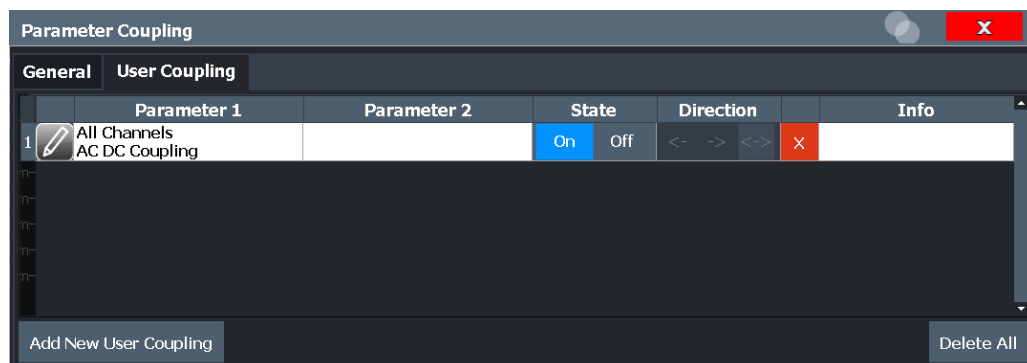 Parameter Coupling
X
General User Coupling
Parameter 1 Parameter 2 State Direction Info
1 All Channels On Off <- -> <-> X
AC DC Coupling
Add New User Coupling Delete All